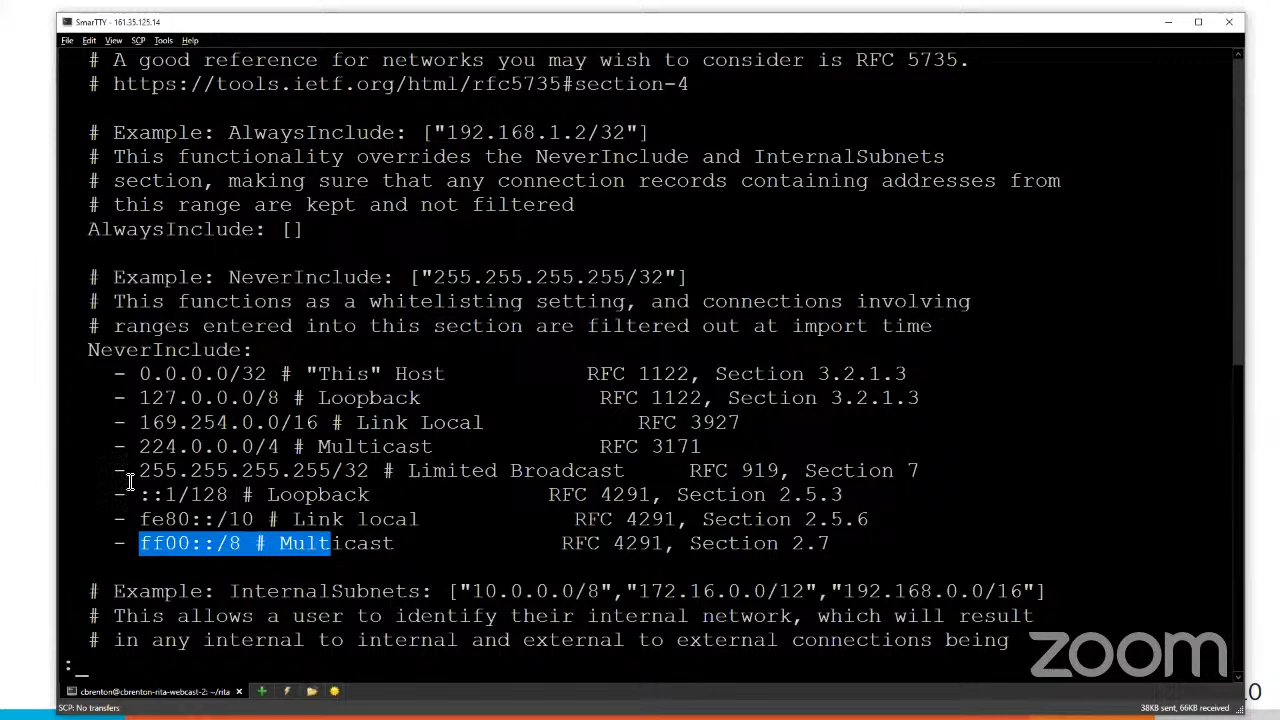 SmarTTY - 161.35.125.14
File Edit View SCP Tools Help
# A good reference for networks you may wish to consider is RFC 5735.
# https://tools.ietf.org/html/rfc5735#section-4
# Example: AlwaysInclude: ["192.168.1.2/32"]
# This functionality overrides the NeverInclude and InternalSubnets
# section, making sure that any connection records containing addresses from
# this range are kept and not filtered
AlwaysInclude: []
# Example: NeverInclude: ["255.255.255.255/32"]
# This functions as a whitelisting setting, and connections involving
# ranges entered into this section are filtered out at import time
NeverInclude:
- 0.0.0.0/32 # "This" Host RFC 1122, Section 3.2.1.3
- 127.0.0.0/8 # Loopback RFC 1122, Section 3.2.1.3
- 169.254.0.0/16 # Link Local RFC 3927
- 224.0.0.0/4 # Multicast RFC 3171
- 255.255.255.255/32 # Limited Broadcast RFC 919, Section 7
- ::1/128 # Loopback RFC 4291, Section 2.5.3
- fe80::/10 # Link local RFC 4291, Section 2.5.6
- ff00::/8 # Multicast RFC 4291, Section 2.7
# Example: InternalSubnets: ["10.0.0.0/8","172.16.0.0/12","192.168.0.0/16"]
# This allows a user to identify their internal network, which will result
# in any internal to internal and external to external connections being
:
zoom
cbrenton@cbrenton-rita-webcast-2: ~/rita
SCP: No transfers
38KB sent, 66KB received